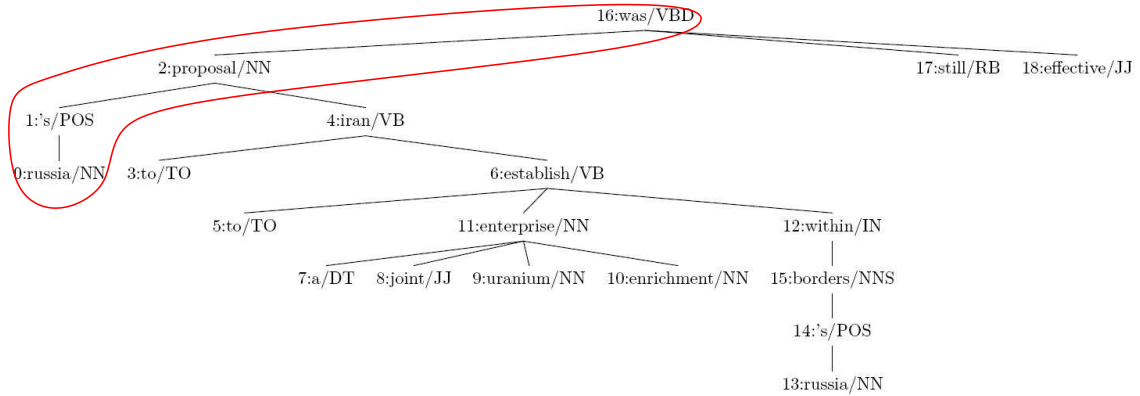 16:was/VBD
2:proposal/NN 17:still/RB 18:effective/JJ
1:'s/POS 4:iran/VB
0:russia/NN 3:to/TO 6:establish/VB
5:to/TO 11:enterprise/NN 12:within/IN
7:a/DT 8:joint/JJ 9:uranium/NN 10:enrichment/NN 15:borders/NNS
14:'s/POS
13:russia/NN